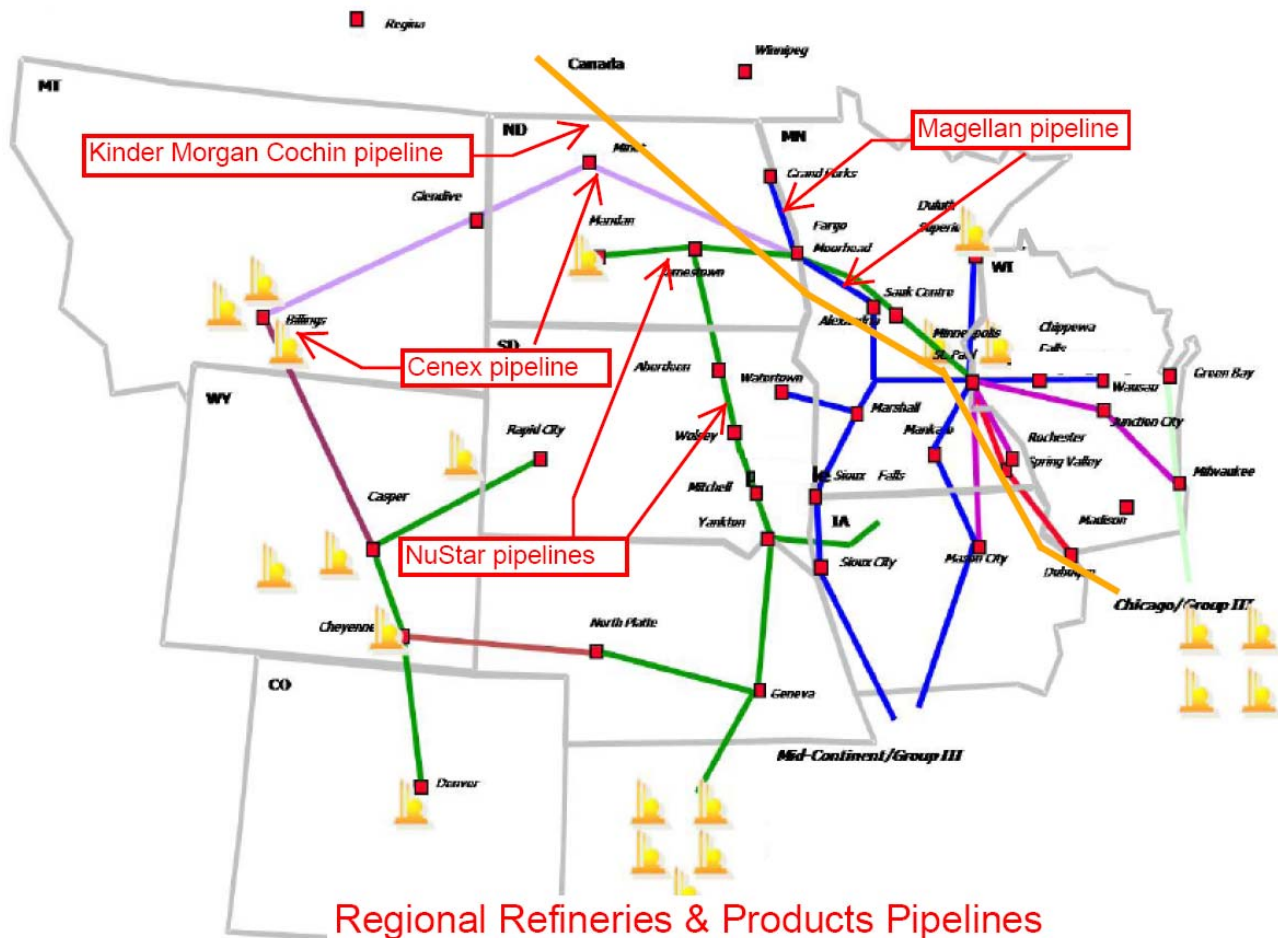 Regina
Winnipeg
Canada
MT
ND
MN
Magellan pipeline
Kinder Morgan Cochin pipeline
Minot
Grand Forks
Glendive
Mandan
Fargo
Moorhead
Duluth
Superio
WI
Jamestown
Sauk Centre
Billings
Alexandria
Minneapolis
St. Paul
Chippewa
Falls
SD
Cenex pipeline
Aberdeen
Watertown
Wausau
Green Bay
WY
Marshall
Junction City
Rapid City
Wolsey
Mankato
Rochester
Spring Valley
Milwaukee
Casper
Mitchell
Sioux Falls
Madison
Yankton
IA
NuStar pipelines
Sioux City
Mason City
Dubuque
Chicago/Group III
Cheyenne
North Platte
CO
Geneva
Mid-Continent/Group III
Denver
Regional Refineries & Products Pipelines